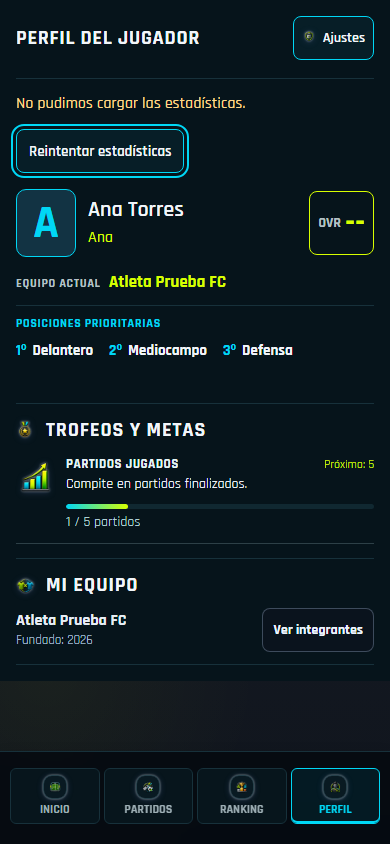 PERFIL DEL JUGADOR
Ajustes
No pudimos cargar las estadísticas.
Reintentar estadísticas
A
Ana Torres
Ana
OVR --
EQUIPO ACTUAL Atleta Prueba FC
POSICIONES PRIORITARIAS
1º Delantero 2º Mediocampo 3º Defensa
TROFEOS Y METAS
PARTIDOS JUGADOS
Próximo: 5
Compite en partidos finalizados.
1 / 5 partidos
MI EQUIPO
Atleta Prueba FC
Fundado: 2026
Ver integrantes
INICIO
PARTIDOS
RANKING
PERFIL